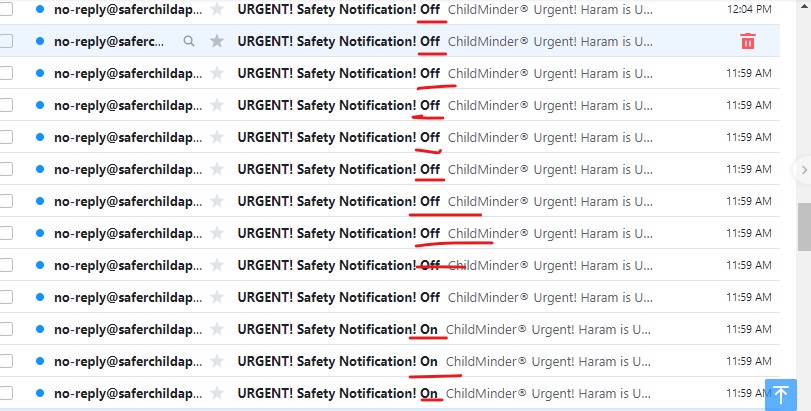 no-reply@saferchildap... URGENT! Safety Notification! Off ChildMinder® Urgent! Haram is U... 12:04 PM
no-reply@saferc... URGENT! Safety Notification! Off ChildMinder® Urgent! Haram is U...
no-reply@saferchildap... URGENT! Safety Notification! Off ChildMinder® Urgent! Haram is U... 11:59 AM
no-reply@saferchildap... URGENT! Safety Notification! Off ChildMinder® Urgent! Haram is U... 11:59 AM
no-reply@saferchildap... URGENT! Safety Notification! Off ChildMinder® Urgent! Haram is U... 11:59 AM
no-reply@saferchildap... URGENT! Safety Notification! Off ChildMinder® Urgent! Haram is U... 11:59 AM
no-reply@saferchildap... URGENT! Safety Notification! Off ChildMinder® Urgent! Haram is U... 11:59 AM
no-reply@saferchildap... URGENT! Safety Notification! Off ChildMinder® Urgent! Haram is U... 11:59 AM
no-reply@saferchildap... URGENT! Safety Notification! Off ChildMinder® Urgent! Haram is U... 11:59 AM
no-reply@saferchildap... URGENT! Safety Notification! Off ChildMinder® Urgent! Haram is U... 11:59 AM
no-reply@saferchildap... URGENT! Safety Notification! On ChildMinder® Urgent! Haram is U... 11:59 AM
no-reply@saferchildap... URGENT! Safety Notification! On ChildMinder® Urgent! Haram is U... 11:59 AM
no-reply@saferchildap... URGENT! Safety Notification! On ChildMinder® Urgent! Haram is U... 11:59 AM